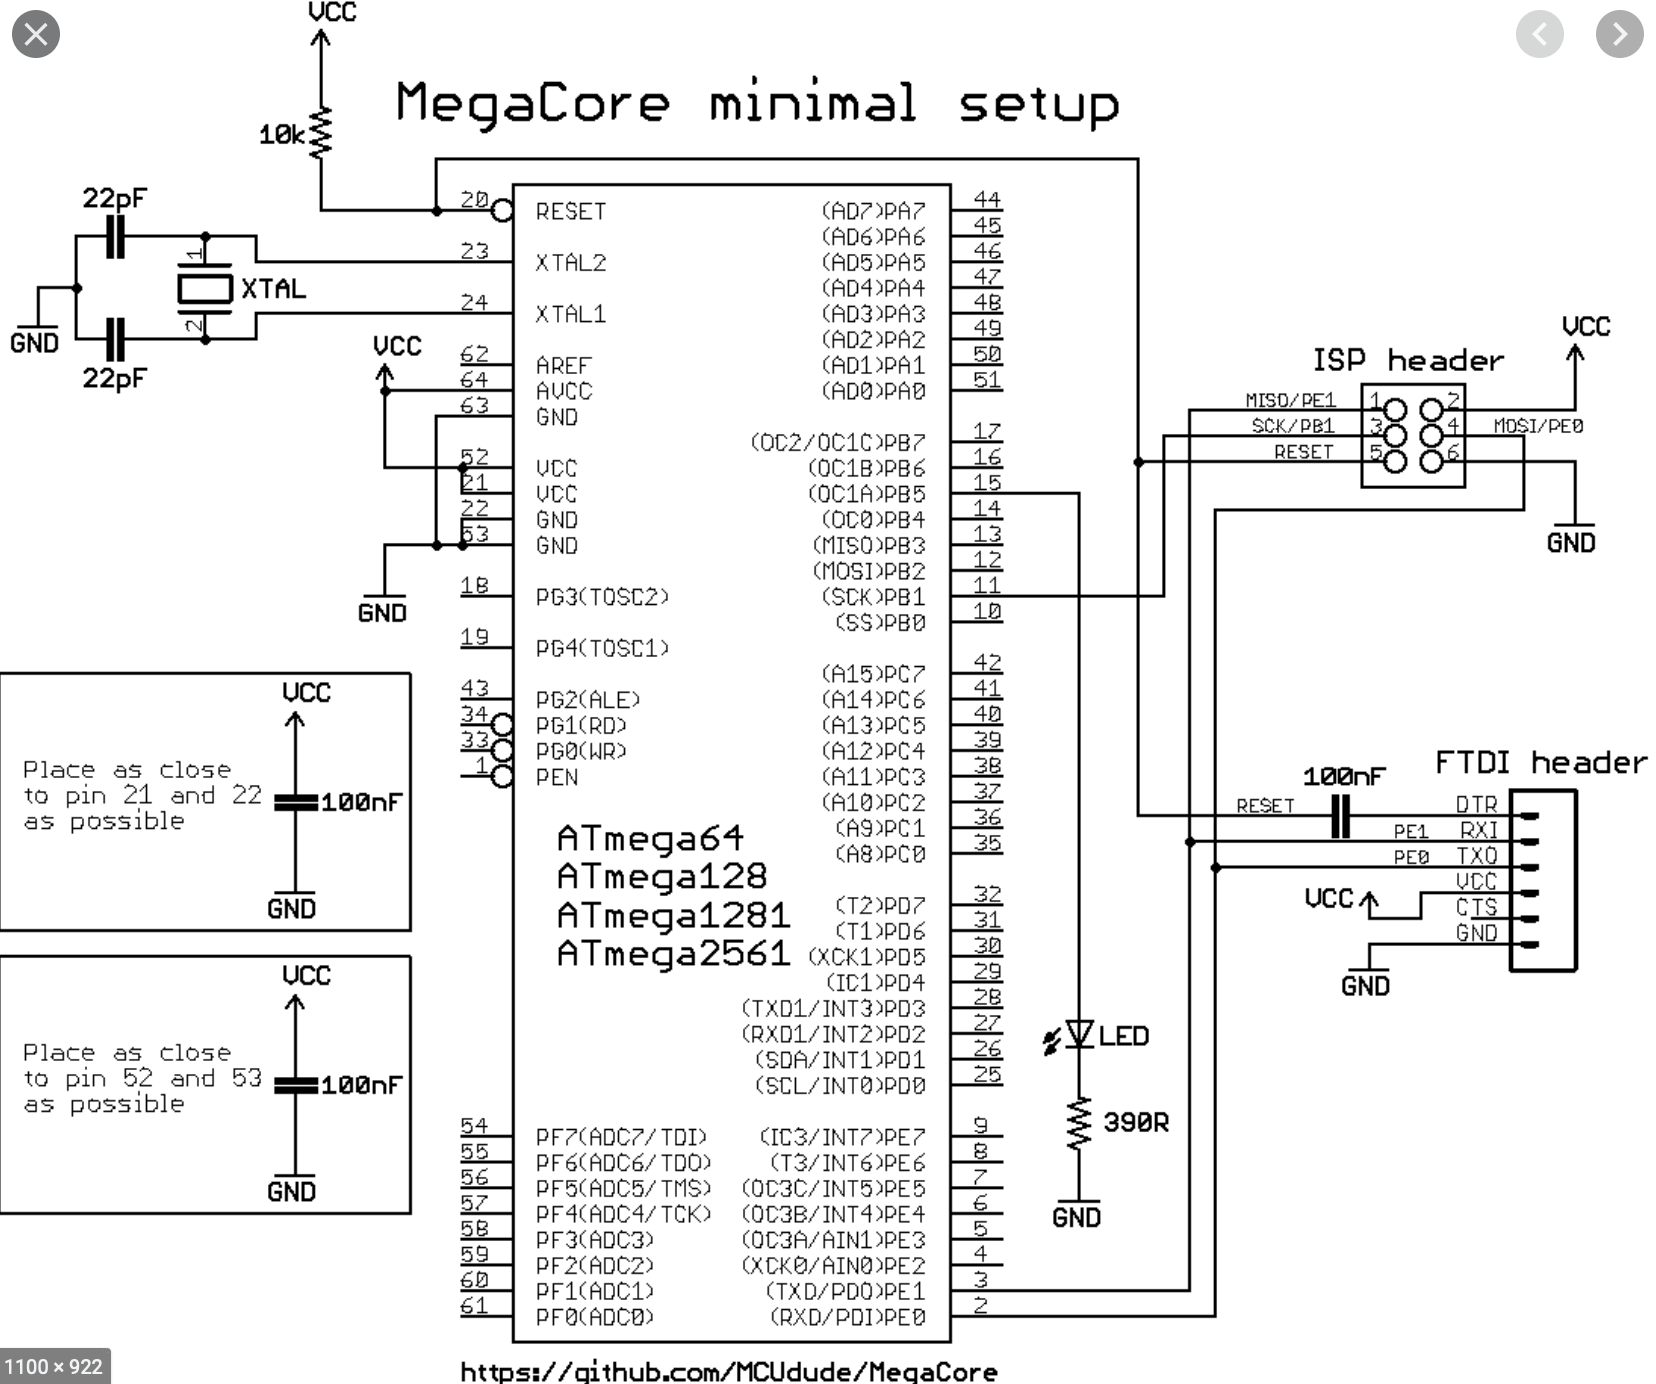 VCC
MegaCore minimal setup
10k
22pF
1
XTAL
2
GND
22pF
20 RESET
23 XTAL2
24 XTAL1
VCC
62 AREF
64 AVCC
63 GND
52 VCC
21 VCC
22 GND
53 GND
GND
18 PG3(TOSC2)
19 PG4(TOSC1)
43 PG2(ALE)
34 PG1(RD)
33 PG0(WR)
1 PEN
ATmega64
ATmega128
ATmega1281
ATmega2561
54 PF7(ADC7/TDI)
55 PF6(ADC6/TDO)
56 PF5(ADC5/TMS)
57 PF4(ADC4/TCK)
58 PF3(ADC3)
59 PF2(ADC2)
60 PF1(ADC1)
61 PF0(ADC0)
(AD7)PA7 44
(AD6)PA6 45
(AD5)PA5 46
(AD4)PA4 47
(AD3)PA3 48
(AD2)PA2 49
(AD1)PA1 50
(AD0)PA0 51
(OC2/OC1C)PB7 17
(OC1B)PB6 16
(OC1A)PB5 15
(OC0)PB4 14
(MISO)PB3 13
(MOSI)PB2 12
(SCK)PB1 11
(SS)PB0 10
(A15)PC7 42
(A14)PC6 41
(A13)PC5 40
(A12)PC4 39
(A11)PC3 38
(A10)PC2 37
(A9)PC1 36
(A8)PC0 35
(T2)PD7 32
(T1)PD6 31
(XCK1)PD5 30
(IC1)PD4 29
(TXD1/INT3)PD3 28
(RXD1/INT2)PD2 27
(SDA/INT1)PD1 26
(SCL/INT0)PD0 25
(IC3/INT7)PE7 9
(T3/INT6)PE6 8
(OC3C/INT5)PE5 7
(OC3B/INT4)PE4 6
(OC3A/AIN1)PE3 5
(XCK0/AIN0)PE2 4
(TXD/PDO)PE1 3
(RXD/PDI)PE0 2
VCC
Place as close
to pin 21 and 22
as possible
100nF
GND
VCC
Place as close
to pin 52 and 53
as possible
100nF
GND
VCC
ISP header
MISO/PE1 1 2
SCK/PB1 3 4 MOSI/PE0
RESET 5 6
GND
FTDI header
100nF
RESET DTR
PE1 RXI
PE0 TXO
VCC VCC
CTS
GND
GND
LED
390R
GND
https://github.com/MCUdude/MegaCore
1100 × 922